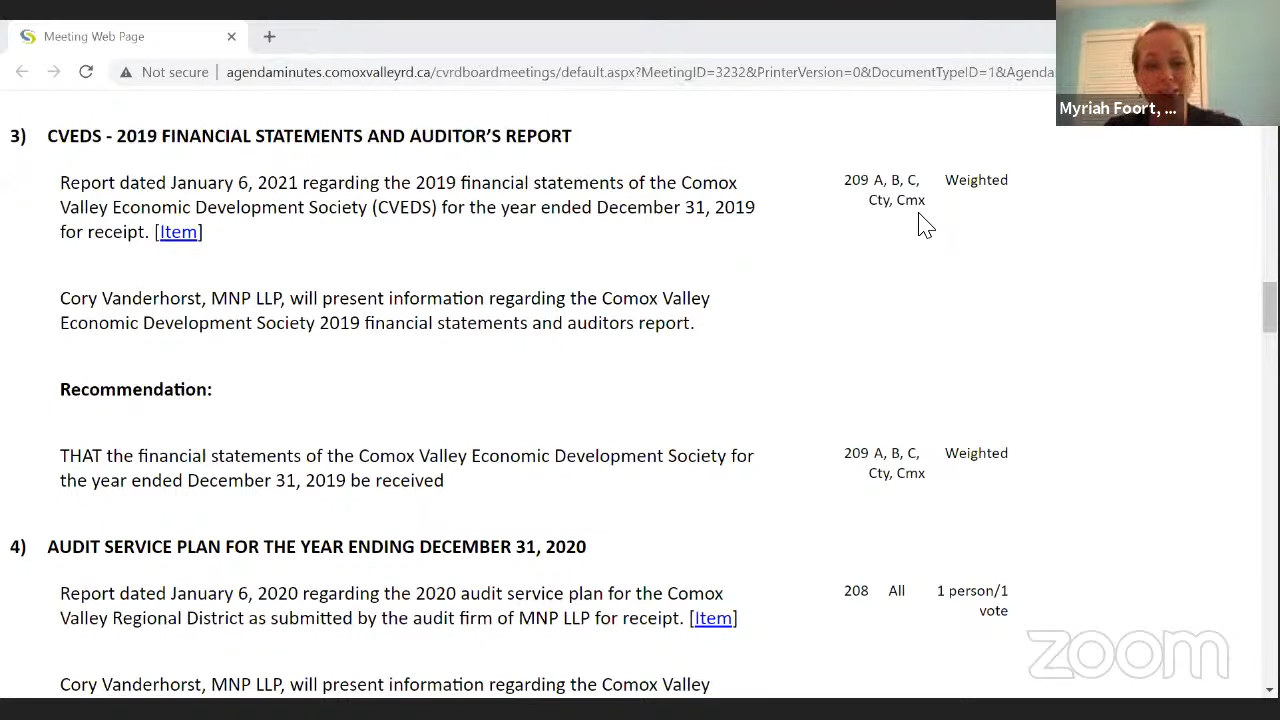 Meeting Web Page
Not secure | agendaminutes.comoxvalleyrd.ca/cvrdboardmeetings/default.aspx?MeetingID=3232&PrinterVersion=0&DocumentTypeID=1&Agenda
Myriah Foort, ...
3) CVEDS - 2019 FINANCIAL STATEMENTS AND AUDITOR’S REPORT
Report dated January 6, 2021 regarding the 2019 financial statements of the Comox 209 A, B, C, Weighted
Valley Economic Development Society (CVEDS) for the year ended December 31, 2019 Cty, Cmx
for receipt. [Item]
Cory Vanderhorst, MNP LLP, will present information regarding the Comox Valley
Economic Development Society 2019 financial statements and auditors report.
Recommendation:
THAT the financial statements of the Comox Valley Economic Development Society for 209 A, B, C, Weighted
the year ended December 31, 2019 be received Cty, Cmx
4) AUDIT SERVICE PLAN FOR THE YEAR ENDING DECEMBER 31, 2020
Report dated January 6, 2020 regarding the 2020 audit service plan for the Comox 208 All 1 person/1
Valley Regional District as submitted by the audit firm of MNP LLP for receipt. [Item] vote
Cory Vanderhorst, MNP LLP, will present information regarding the Comox Valley
zoom